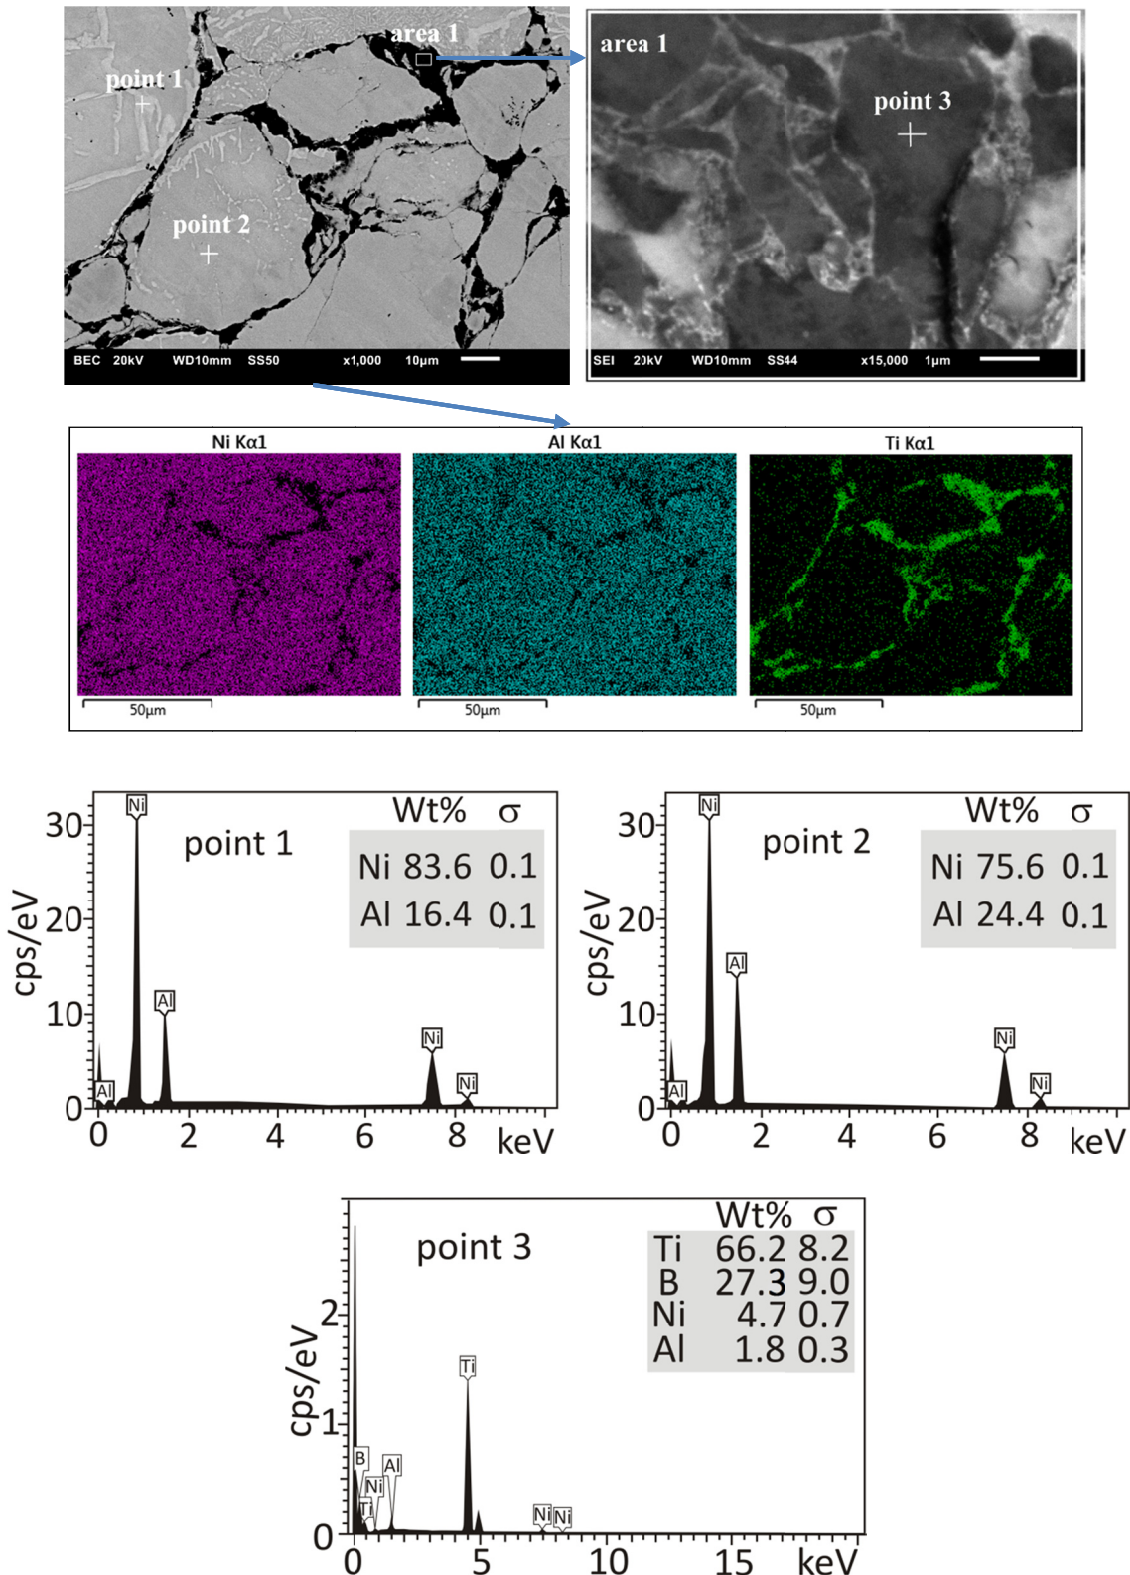 area 1
point 1
point 2
BEC 20kV WD10mm SS50 x1,000 10µm
area 1
point 3
SEI 20kV WD10mm SS44 x15,000 1µm
Ni Kα1 Al Kα1 Ti Kα1
50µm 50µm 50µm
point 1
Wt% σ
Ni 83.6 0.1
Al 16.4 0.1
cps/eV
30
20
10
0
Ni
Al
Al
Ni
Ni
0 2 4 6 8 keV
point 2
Wt% σ
Ni 75.6 0.1
Al 24.4 0.1
cps/eV
30
20
10
0
Ni
Al
Al
Ni
Ni
0 2 4 6 8 keV
point 3
Wt% σ
Ti 66.2 8.2
B 27.3 9.0
Ni 4.7 0.7
Al 1.8 0.3
cps/eV
2
1
0
Ti
B
Al
Ni
Ti
Ni
Ni
0 5 10 15 keV